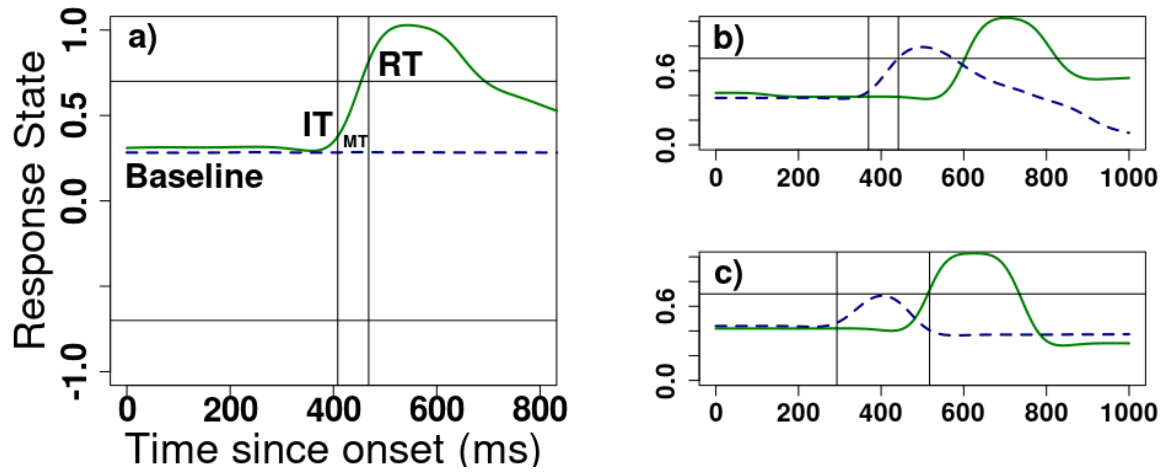 a)
Response State
1.0
0.5
0.0
-1.0
IT
MT
RT
Baseline
0 200 400 600 800
Time since onset (ms)
b)
0.6
0.0
0 200 400 600 800 1000
c)
0.6
0.0
0 200 400 600 800 1000